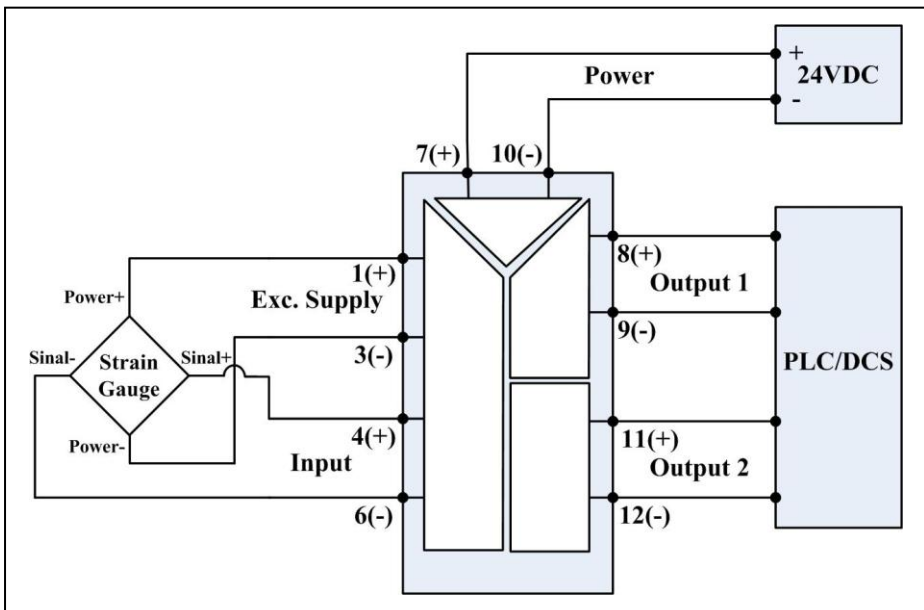 +
24VDC
-
Power
7(+) 10(-)
1(+)
Exc. Supply
3(-)
4(+)
Input
6(-)
Power+
Sinal-
Sinal+
Strain
Gauge
Power-
8(+)
Output 1
9(-)
11(+)
Output 2
12(-)
PLC/DCS